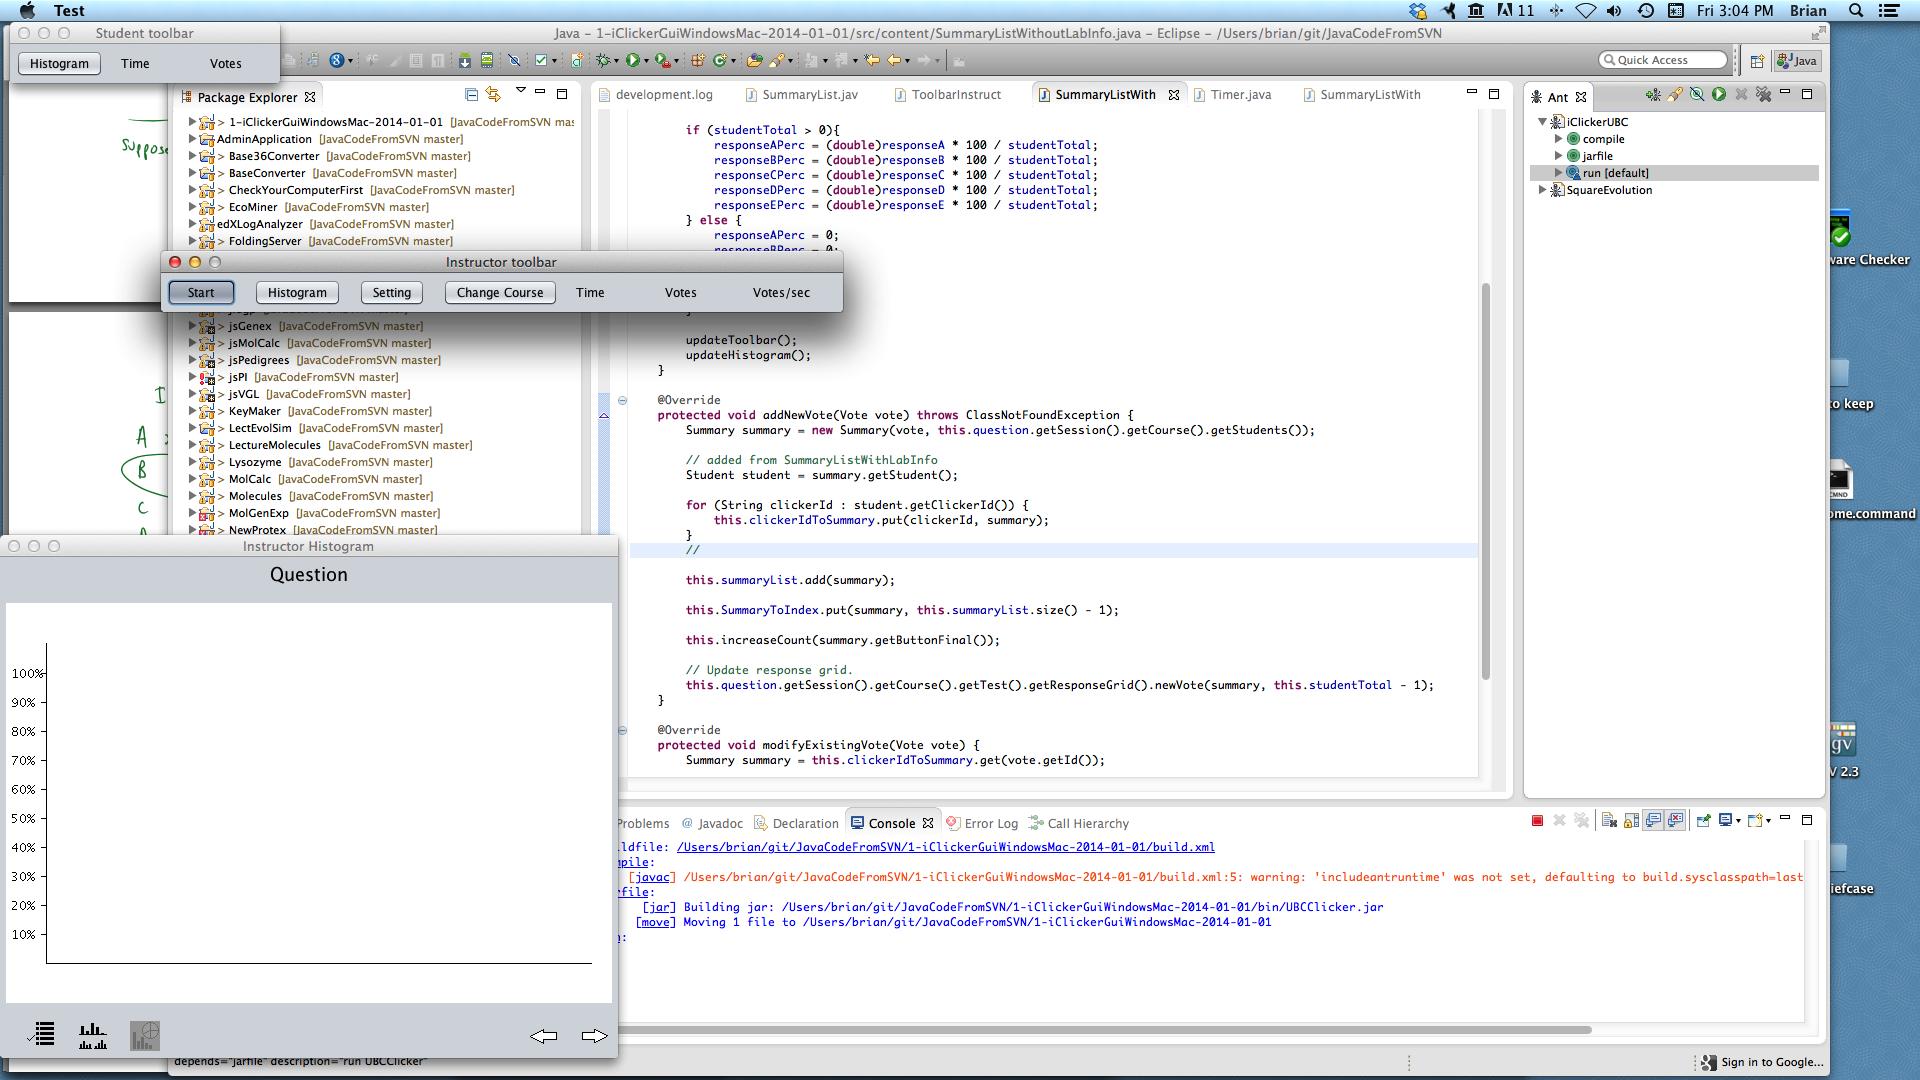 Test
11
Fri 3:04 PM
Brian
Student toolbar
Histogram
Time
Votes
Java – 1-iClickerGuiWindowsMac-2014-01-01/src/content/SummaryListWithoutLabInfo.java – Eclipse – /Users/brian/git/JavaCodeFromSVN
Quick Access
Java
Package Explorer
> 1-iClickerGuiWindowsMac-2014-01-01 [JavaCodeFromSVN mas
AdminApplication [JavaCodeFromSVN master]
> Base36Converter [JavaCodeFromSVN master]
> BaseConverter [JavaCodeFromSVN master]
> CheckYourComputerFirst [JavaCodeFromSVN master]
> EcoMiner [JavaCodeFromSVN master]
edXLogAnalyzer [JavaCodeFromSVN master]
> FoldingServer [JavaCodeFromSVN master]
Suppose
Instructor toolbar
Start
Histogram
Setting
Change Course
Time
Votes
Votes/sec
> jsGenex [JavaCodeFromSVN master]
> jsMolCalc [JavaCodeFromSVN master]
> jsPedigrees [JavaCodeFromSVN master]
> jsPI [JavaCodeFromSVN master]
> jsVGL [JavaCodeFromSVN master]
> KeyMaker [JavaCodeFromSVN master]
> LectEvolSim [JavaCodeFromSVN master]
> LectureMolecules [JavaCodeFromSVN master]
> Lysozyme [JavaCodeFromSVN master]
> MolCalc [JavaCodeFromSVN master]
> Molecules [JavaCodeFromSVN master]
> MolGenExp [JavaCodeFromSVN master]
> NewProtex [JavaCodeFromSVN master]
I
A
B
C
Instructor Histogram
Question
100%
90%
80%
70%
60%
50%
40%
30%
20%
10%
depends="jarfile" description="run UBCClicker"
development.log
SummaryList.jav
ToolbarInstruct
SummaryListWith
Timer.java
SummaryListWith
if (studentTotal > 0){
responseAPerc = (double)responseA * 100 / studentTotal;
responseBPerc = (double)responseB * 100 / studentTotal;
responseCPerc = (double)responseC * 100 / studentTotal;
responseDPerc = (double)responseD * 100 / studentTotal;
responseEPerc = (double)responseE * 100 / studentTotal;
} else {
responseAPerc = 0;
responseBPerc = 0;
}
updateToolbar();
updateHistogram();
}
@Override
protected void addNewVote(Vote vote) throws ClassNotFoundException {
Summary summary = new Summary(vote, this.question.getSession().getCourse().getStudents());
// added from SummaryListWithLabInfo
Student student = summary.getStudent();
for (String clickerId : student.getClickerId()) {
this.clickerIdToSummary.put(clickerId, summary);
}
//
this.summaryList.add(summary);
this.SummaryToIndex.put(summary, this.summaryList.size() - 1);
this.increaseCount(summary.getButtonFinal());
// Update response grid.
this.question.getSession().getCourse().getTest().getResponseGrid().newVote(summary, this.studentTotal - 1);
}
@Override
protected void modifyExistingVote(Vote vote) {
Summary summary = this.clickerIdToSummary.get(vote.getId());
Ant
iClickerUBC
compile
jarfile
run [default]
SquareEvolution
Problems
@ Javadoc
Declaration
Console
Error Log
Call Hierarchy
ldfile: /Users/brian/git/JavaCodeFromSVN/1-iClickerGuiWindowsMac-2014-01-01/build.xml
mpile:
[javac] /Users/brian/git/JavaCodeFromSVN/1-iClickerGuiWindowsMac-2014-01-01/build.xml:5: warning: 'includeantruntime' was not set, defaulting to build.sysclasspath=last
rfile:
[jar] Building jar: /Users/brian/git/JavaCodeFromSVN/1-iClickerGuiWindowsMac-2014-01-01/bin/UBCClicker.jar
[move] Moving 1 file to /Users/brian/git/JavaCodeFromSVN/1-iClickerGuiWindowsMac-2014-01-01
n:
Sign in to Google...
ware Checker
to keep
CMND
ome.command
gv
V 2.3
iefcase